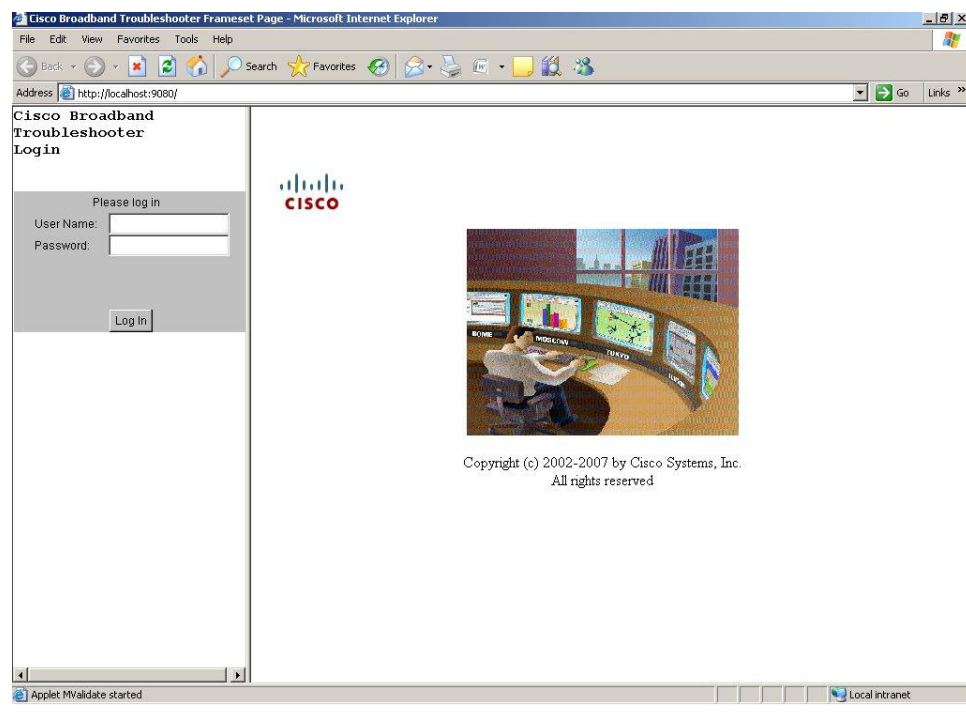 Cisco Broadband Troubleshooter Frameset Page - Microsoft Internet Explorer
File Edit View Favorites Tools Help
Back Search Favorites
Address http://localhost:9080/ Go Links »
Cisco Broadband
Troubleshooter
Login
Please log in
User Name:
Password:
Log In
CISCO
ROME MOSCOW TOKYO
Copyright (c) 2002-2007 by Cisco Systems, Inc.
All rights reserved
Applet MValidate started Local intranet